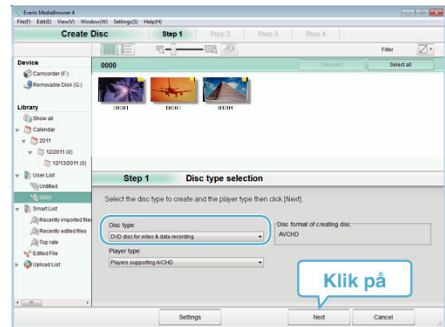 Everio MediaBrowser 4
File(F) Edit(E) View(V) Window(W) Settings(S) Help(H)
Create Disc Step 1 Step 2 Step 3 Step 4
Filter
Device 0000 Deselect Select all
Camcorder (F:)
Removable Disk (G:)
Library
Show all
Calendar
2011
12/2011 (0)
12/13/2011 (0)
User List
Untitled
0000
Smart List
Recently imported file
Recently edited files
Top rate
Edited File
Upload List
00001 00002
Step 1 Disc type selection
Select the disc type to create and the player type then click [Next].
Disc type:
DVD disc for video & data recording
Disc format of creating disc:
AVCHD
Player type:
Players supporting AVCHD
Klik på
Settings Next Cancel